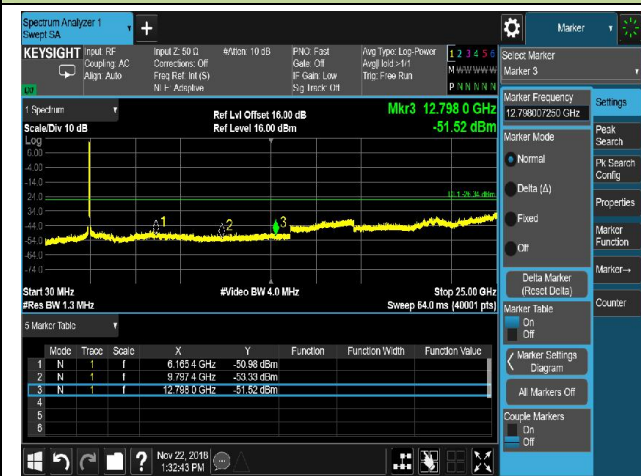 Spectrum Analyzer 1
Swept SA
+
Marker
KEYSIGHT
Input: RF
Coupling: AC
Align: Auto
Input Z: 50 Ω
Corrections: Off
Freq Ref: Int (S)
NFE: Adaptive
#Atten: 10 dB
PNO: Fast
Gate: Off
IF Gain: Low
Sig Track: Off
Avg Type: Log-Power
Avg|Hold:>1/1
Trig: Free Run
1 2 3 4 5 6
M W W W W W
P N N N N N
Select Marker
Marker 3
1 Spectrum
Scale/Div 10 dB
Ref Lvl Offset 16.00 dB
Ref Level 16.00 dBm
Mkr3 12.798 0 GHz
-51.52 dBm
Log
6.00
-4.00
-14.0
-24.0
-34.0
-44.0
-54.0
-64.0
-74.0
1
2
3
Start 30 MHz
#Res BW 1.3 MHz
#Video BW 4.0 MHz
Stop 25.00 GHz
Sweep 64.0 ms (40001 pts)
5 Marker Table
Mode Trace Scale X Y Function Function Width Function Value
1 N 1 f 6.165 4 GHz -50.98 dBm
2 N 1 f 9.797 4 GHz -53.33 dBm
3 N 1 f 12.798 0 GHz -51.52 dBm
4
5
6
Marker Frequency
12.798007250 GHz
Marker Mode
Normal
Delta (Δ)
Fixed
Off
Delta Marker
(Reset Delta)
Marker Table
On
Off
Marker Settings
Diagram
All Markers Off
Couple Markers
On
Off
Settings
Peak
Search
Pk Search
Config
Properties
Marker
Function
Marker→
Counter
?
Nov 22, 2018
1:32:43 PM